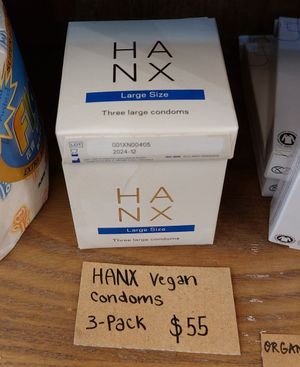 HA
NX
Large Size
Three large condoms
LOT
001XN00405
2024-12
HA
NX
Large Size
Three large condoms
HANX Vegan
Condoms
3-Pack $55
ORGAN